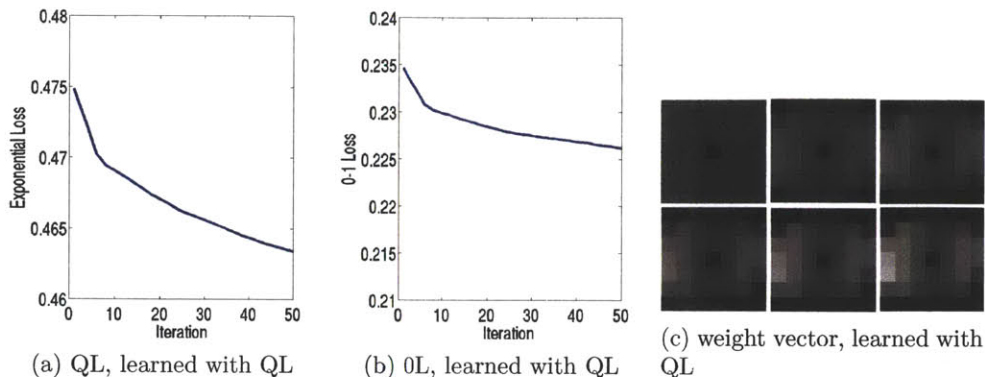 0.48
0.475
0.47
0.465
0.46
Exponential Loss
0 10 20 30 40 50
Iteration
(a) QL, learned with QL
0.24
0.235
0.23
0.225
0.22
0.215
0.21
0-1 Loss
0 10 20 30 40 50
Iteration
(b) 0L, learned with QL
(c) weight vector, learned with
QL